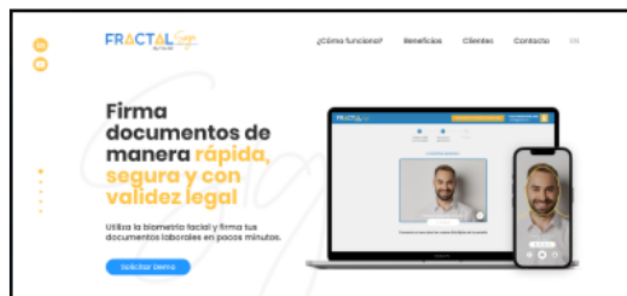 FRACTAL Sign
¿Cómo funciona? Beneficios Clientes Contacto EN
Firma
documentos de
manera rápida,
segura y con
validez legal
Utiliza la biometría facial y firma tus
documentos laborales en pocos minutos.
Solicitar Demo
FRACTAL